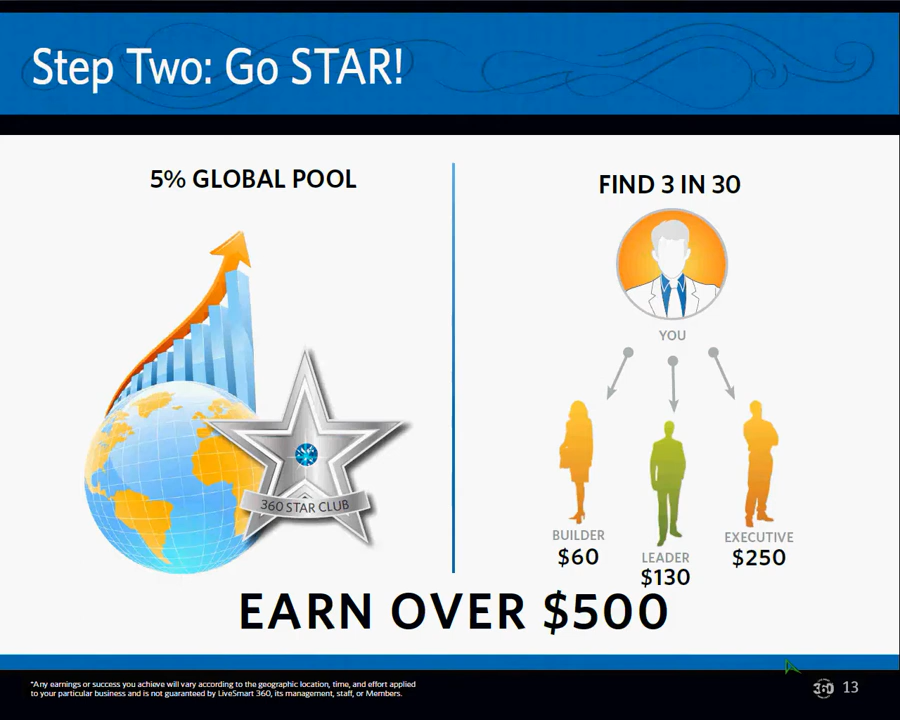 Step Two: Go STAR!
5% GLOBAL POOL
360 STAR CLUB
FIND 3 IN 30
YOU
BUILDER
$60
LEADER
$130
EXECUTIVE
$250
EARN OVER $500
*Any earnings or success you achieve will vary according to the geographic location, time, and effort applied
to your particular business and is not guaranteed by LiveSmart 360, its management, staff, or Members.
360 13